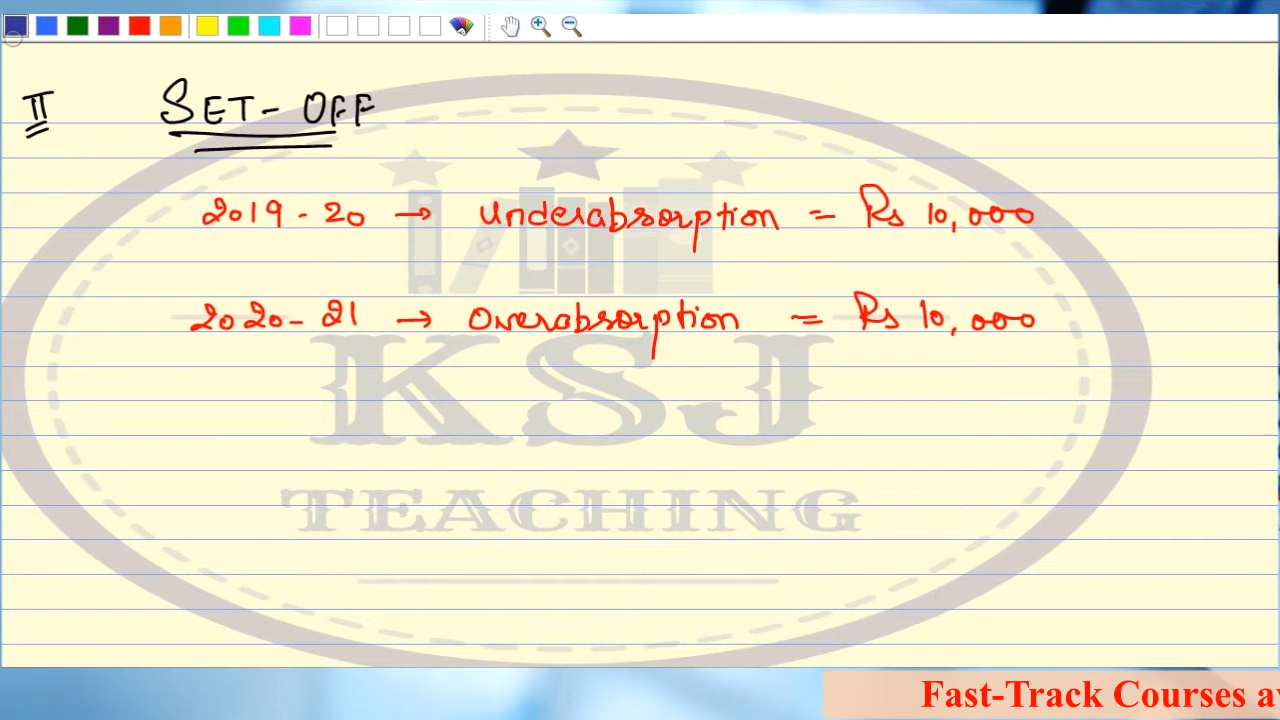 II SET-OFF
2019-20 → underabsorption = Rs 10,000
2020-21 → overabsorption = Rs 10,000
KSJ
TEACHING
Fast-Track Courses av